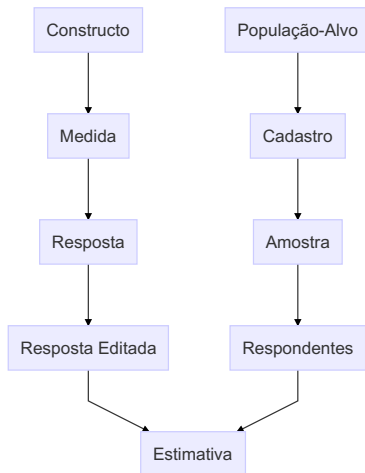 Constructo
População-Alvo
Medida
Cadastro
Resposta
Amostra
Resposta Editada
Respondentes
Estimativa